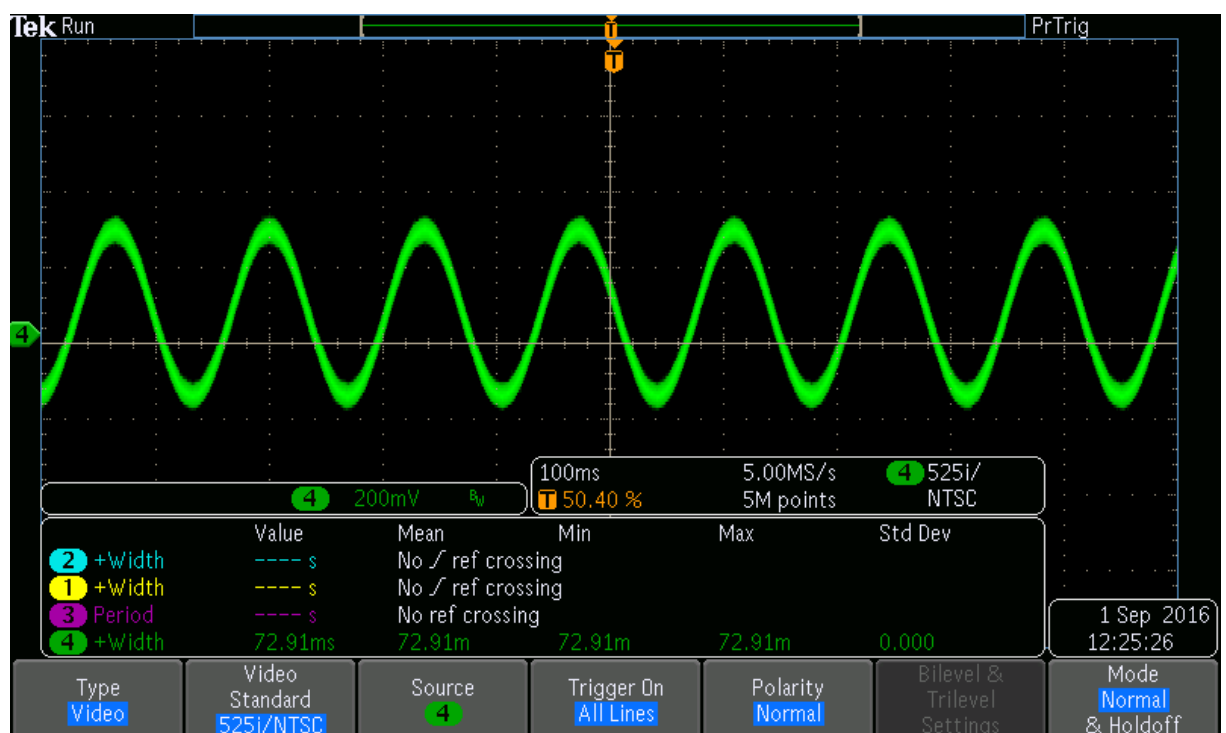 Tek Run PrTrig
T
T
4
100ms 5.00MS/s 4 525i/
4 200mV BW T 50.40 % 5M points NTSC
Value Mean Min Max Std Dev
2 +Width ---- s No ∫ ref crossing
1 +Width ---- s No ∫ ref crossing
3 Period ---- s No ref crossing
4 +Width 72.91ms 72.91m 72.91m 72.91m 0.000
1 Sep 2016
12:25:26
Type
Video
Video
Standard
525i/NTSC
Source
4
Trigger On
All Lines
Polarity
Normal
Bilevel &
Trilevel
Settings
Mode
Normal
& Holdoff